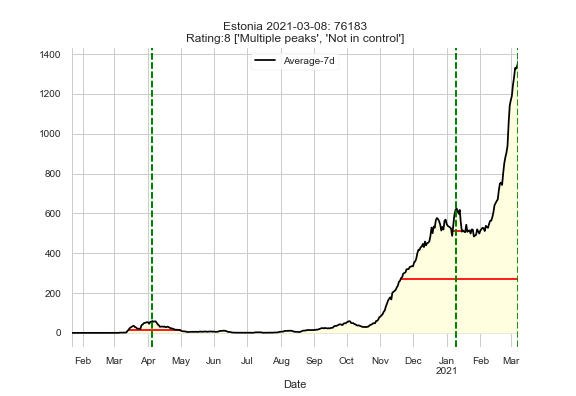 Estonia 2021-03-08: 76183
Rating:8 ['Multiple peaks', 'Not in control']
Average-7d
1400
1200
1000
800
600
400
200
0
Feb Mar Apr May Jun Jul Aug Sep Oct Nov Dec Jan Feb Mar
2021
Date